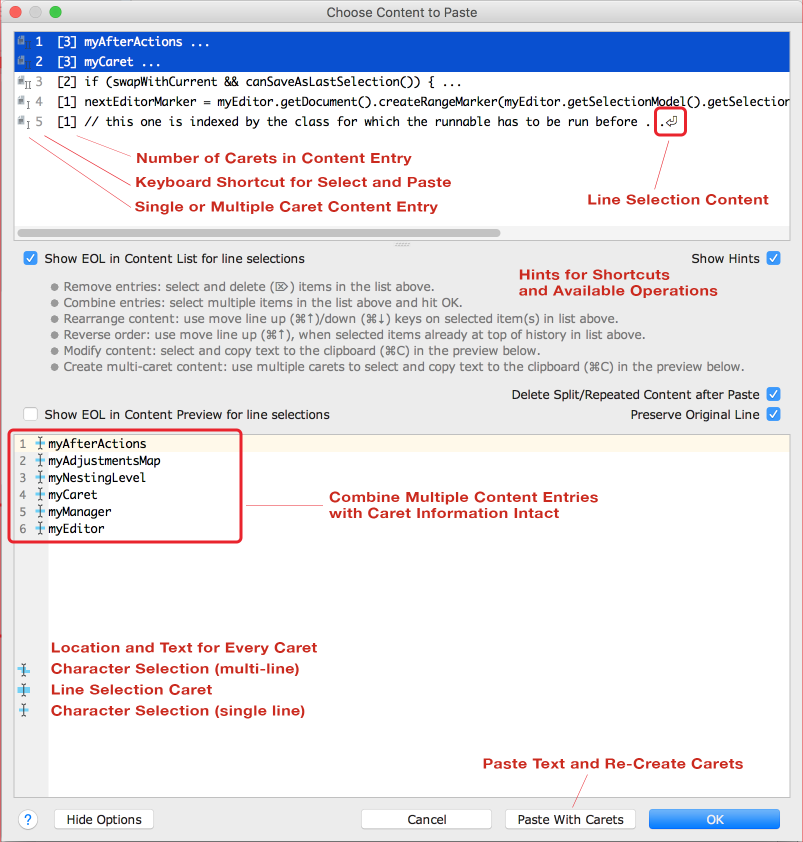 Choose Content to Paste
1 [3] myAfterActions ...
2 [3] myCaret ...
3 [2] if (swapWithCurrent && canSaveAsLastSelection()) { ...
4 [1] nextEditorMarker = myEditor.getDocument().createRangeMarker(myEditor.getSelectionModel().getSelection
5 [1] // this one is indexed by the class for which the runnable has to be run before ...⏎
Number of Carets in Content Entry
Keyboard Shortcut for Select and Paste
Single or Multiple Caret Content Entry
Line Selection Content
Show EOL in Content List for line selections
Show Hints
Hints for Shortcuts
and Available Operations
● Remove entries: select and delete (⌦) items in the list above.
● Combine entries: select multiple items in the list above and hit OK.
● Rearrange content: use move line up (⌘↑)/down (⌘↓) keys on selected item(s) in list above.
● Reverse order: use move line up (⌘↑), when selected items already at top of history in list above.
● Modify content: select and copy text to the clipboard (⌘C) in the preview below.
● Create multi-caret content: use multiple carets to select and copy text to the clipboard (⌘C) in the preview below.
Delete Split/Repeated Content after Paste
Show EOL in Content Preview for line selections
Preserve Original Line
1 myAfterActions
2 myAdjustmentsMap
3 myNestingLevel
4 myCaret
5 myManager
6 myEditor
Combine Multiple Content Entries
with Caret Information Intact
Location and Text for Every Caret
Character Selection (multi-line)
Line Selection Caret
Character Selection (single line)
Paste Text and Re-Create Carets
? Hide Options Cancel Paste With Carets OK